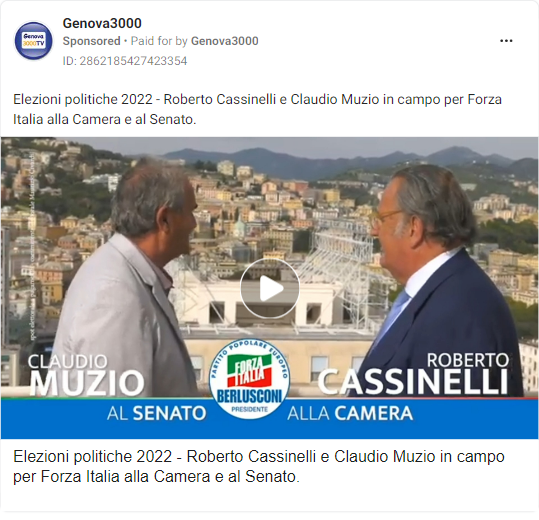 Genova3000
Sponsored • Paid for by Genova3000
ID: 2862185427423354
Elezioni politiche 2022 - Roberto Cassinelli e Claudio Muzio in campo per Forza
Italia alla Camera e al Senato.
Genova
3000TV
CLAUDIO
MUZIO
AL SENATO
PARTITO POPOLARE EUROPEO
FORZA
ITALIA
BERLUSCONI
PRESIDENTE
ROBERTO
CASSINELLI
ALLA CAMERA
Elezioni politiche 2022 - Roberto Cassinelli e Claudio Muzio in campo
per Forza Italia alla Camera e al Senato.